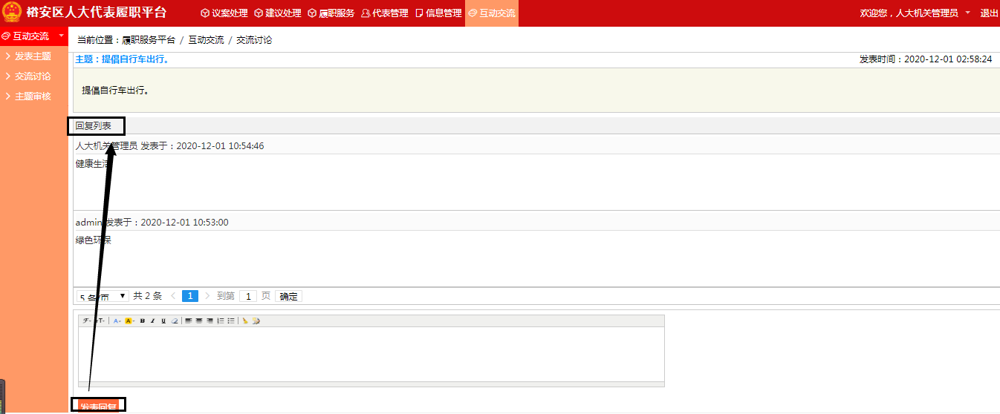 裕安区人大代表履职平台 议案处理 建议处理 履职服务 代表管理 信息管理 互动交流 欢迎您，人大机关管理员 退出
互动交流 当前位置：履职服务平台 / 互动交流 / 交流讨论
发表主题
交流讨论
主题审核
主题：提倡自行车出行。 发表时间：2020-12-01 02:58:24
提倡自行车出行。
回复列表
人大机关管理员 发表于：2020-12-01 10:54:46
健康生活
admin 发表于：2020-12-01 10:53:00
绿色环保
5 条/页 共 2 条 1 到第 1 页 确定
发表回复